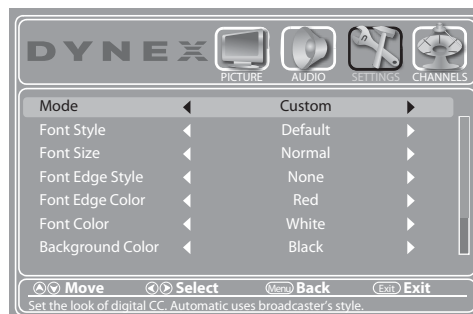 DYNEX
PICTURE AUDIO SETTINGS CHANNELS
Mode Custom
Font Style Default
Font Size Normal
Font Edge Style None
Font Edge Color Red
Font Color White
Background Color Black
Move Select Menu Back Exit Exit
Set the look of digital CC. Automatic uses broadcaster's style.